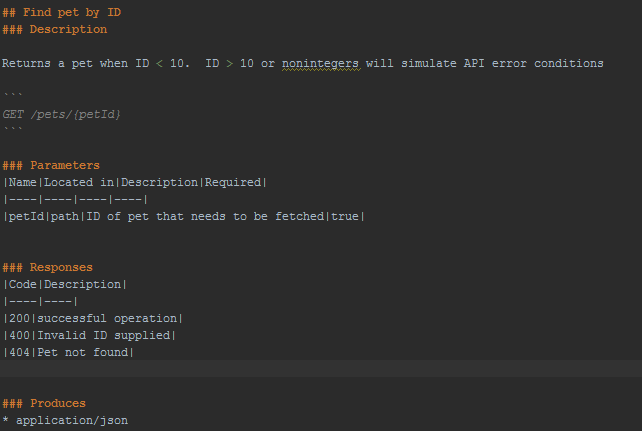 ## Find pet by ID
### Description
Returns a pet when ID < 10.  ID > 10 or nonintegers will simulate API error conditions
```
GET /pets/{petId}
```
### Parameters
|Name|Located in|Description|Required|
|----|----|----|----|
|petId|path|ID of pet that needs to be fetched|true|
### Responses
|Code|Description|
|----|----|
|200|successful operation|
|400|Invalid ID supplied|
|404|Pet not found|
### Produces
* application/json